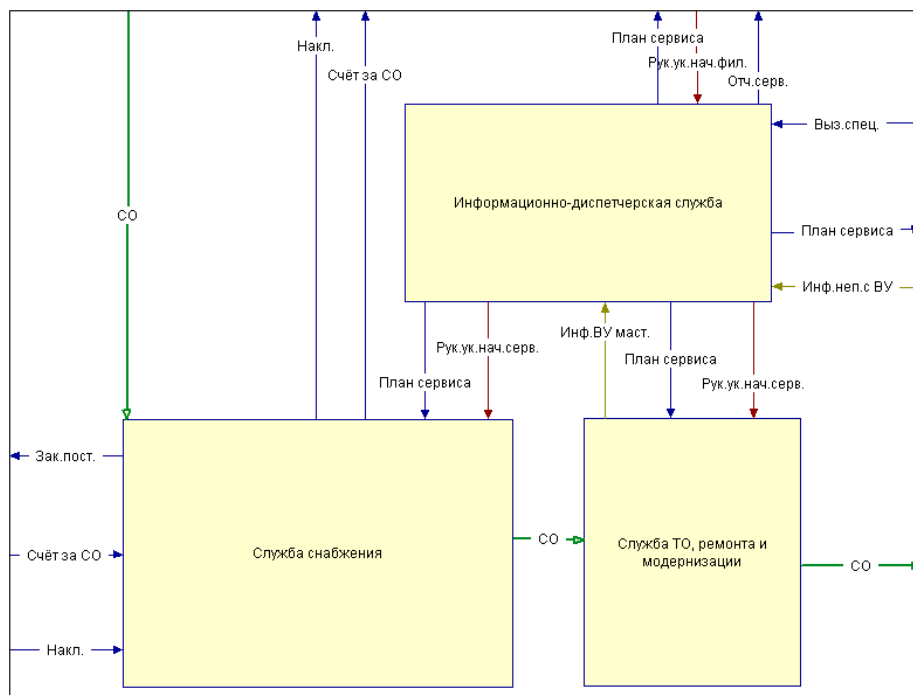 План сервиса
Накл.
Рук.ук.нач.фил.
Счёт за СО
Отч.серв.
Выз.спец.
Информационно-диспетчерская служба
СО
План сервиса
Инф.неп.с ВУ
Инф.ВУ маст.
Рук.ук.нач.серв.
План сервиса
План сервиса
Рук.ук.нач.серв.
Зак.пост.
СО
Служба ТО, ремонта и
модернизации
Счёт за СО
Служба снабжения
СО
Накл.